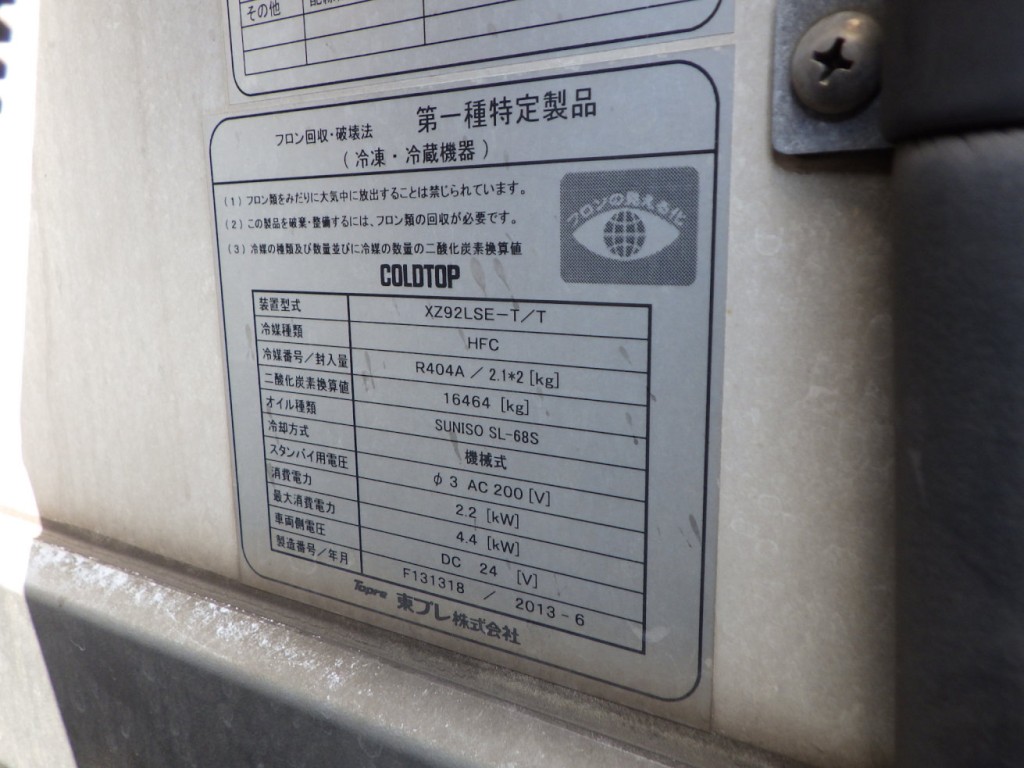 その他
フロン回収・破壊法 第一種特定製品
(冷凍・冷蔵機器)
(1) フロン類をみだりに大気中に放出することは禁じられています。
(2) この製品を破棄・整備するには、フロン類の回収が必要です。
(3) 冷媒の種類及び数量並びに冷媒の数量の二酸化炭素換算値
フロンの見える化
COLDTOP
装置型式 XZ92LSE-T/T
冷媒種類 HFC
冷媒番号/封入量 R404A / 2.1*2 [kg]
二酸化炭素換算値 16464 [kg]
オイル種類 SUNISO SL-68S
冷却方式 機械式
スタンバイ用電圧 φ3 AC 200 [V]
消費電力 2.2 [kW]
最大消費電力 4.4 [kW]
車両側電圧 DC 24 [V]
製造番号/年月 F131318 / 2013-6
Topre 東プレ株式会社